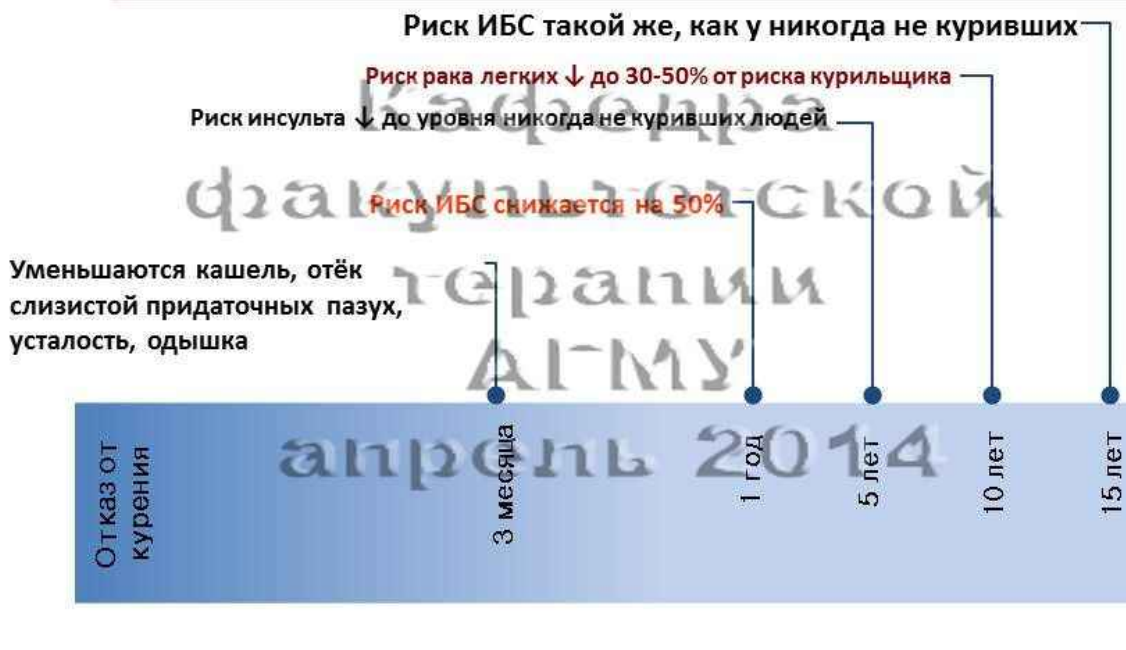 Риск ИБС такой же, как у никогда не куривших
Риск рака легких ↓ до 30-50% от риска курильщика
Риск инсульта ↓ до уровня никогда не куривших людей
Риск ИБС снижается на 50%
Уменьшаются кашель, отёк
слизистой придаточных пазух,
усталость, одышка
Кафедра
факультетской
терапии
АГМУ
апрель 2014
Отказ от
курения
3 месяца
1 год
5 лет
10 лет
15 лет